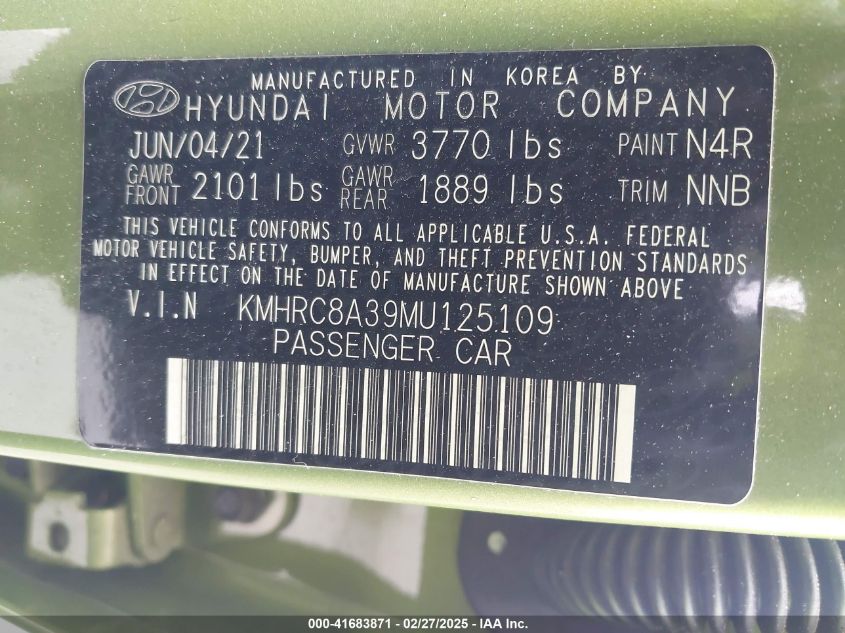 MANUFACTURED IN KOREA BY
HYUNDAI MOTOR COMPANY
JUN/04/21 GVWR 3770 lbs PAINT N4R
GAWR FRONT 2101 lbs GAWR REAR 1889 lbs TRIM NNB
THIS VEHICLE CONFORMS TO ALL APPLICABLE U.S.A. FEDERAL
MOTOR VEHICLE SAFETY, BUMPER, AND THEFT PREVENTION STANDARDS
IN EFFECT ON THE DATE OF MANUFACTURE SHOWN ABOVE
V.I.N KMHRC8A39MU125109
PASSENGER CAR
000-41683871 / 02/27/2025 - IAA Inc.